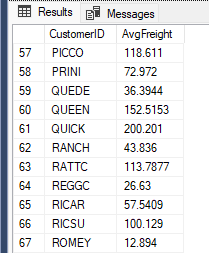 Results Messages
CustomerID AvgFreight
57 PICCO 118.611
58 PRINI 72.972
59 QUEDE 36.3944
60 QUEEN 152.5153
61 QUICK 200.201
62 RANCH 43.836
63 RATTC 113.7877
64 REGGC 26.63
65 RICAR 57.5409
66 RICSU 100.129
67 ROMEY 12.894